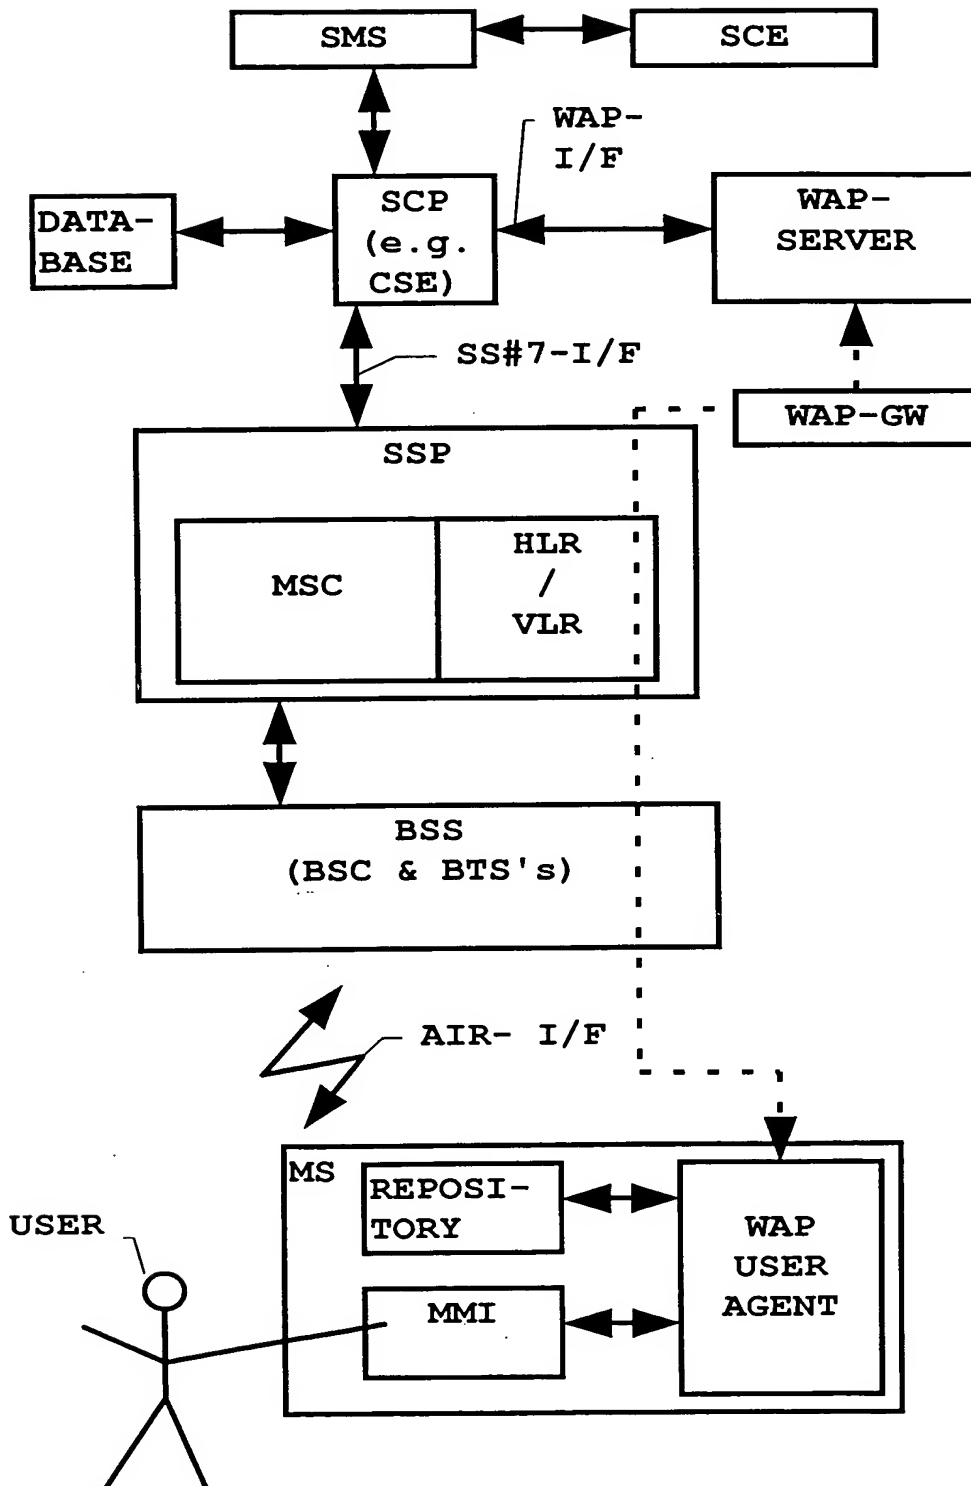 SMS
SCE
WAP-
I/F
DATA-
BASE
SCP
(e.g.
CSE)
WAP-
SERVER
SS#7-I/F
WAP-GW
SSP
MSC
HLR
/
VLR
BSS
(BSC & BTS's)
AIR- I/F
MS
REPOSI-
TORY
WAP
USER
AGENT
USER
MMI